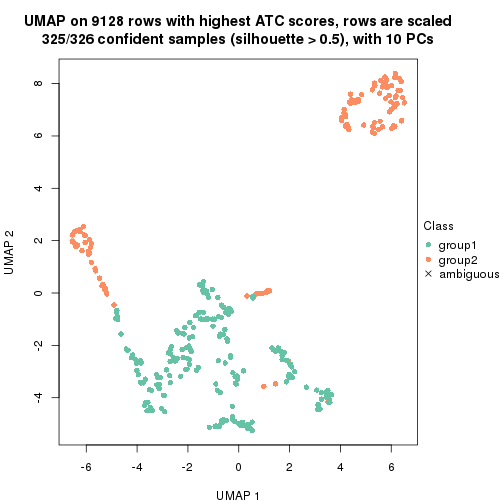 UMAP on 9128 rows with highest ATC scores, rows are scaled
325/326 confident samples (silhouette > 0.5), with 10 PCs
8
6
4
2
0
-2
-4
UMAP 2
-6
-4
-2
0
2
4
6
UMAP 1
Class
group1
group2
ambiguous